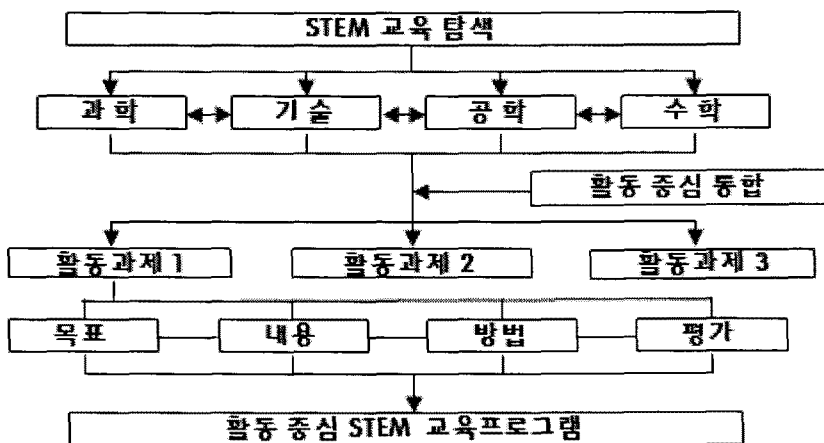 STEM 교육 탐색
과학 기술 공학 수학
활동 중심 통합
활동과제 1 활동과제 2 활동과제 3
목표 내용 방법 평가
활동 중심 STEM 교육프로그램